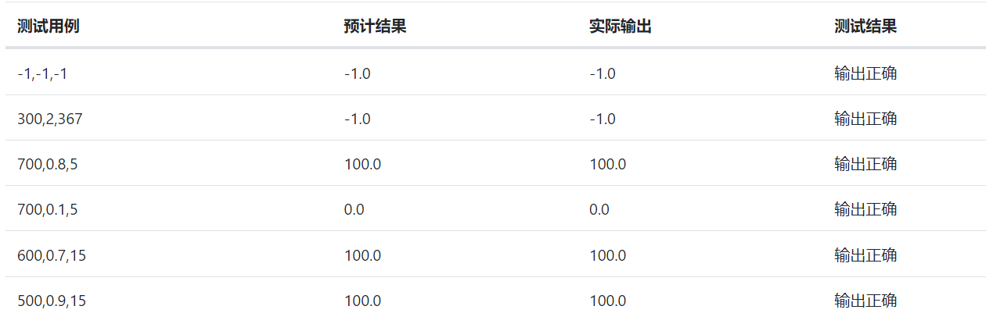 测试用例 预计结果 实际输出 测试结果
-1,-1,-1 -1.0 -1.0 输出正确
300,2,367 -1.0 -1.0 输出正确
700,0.8,5 100.0 100.0 输出正确
700,0.1,5 0.0 0.0 输出正确
600,0.7,15 100.0 100.0 输出正确
500,0.9,15 100.0 100.0 输出正确